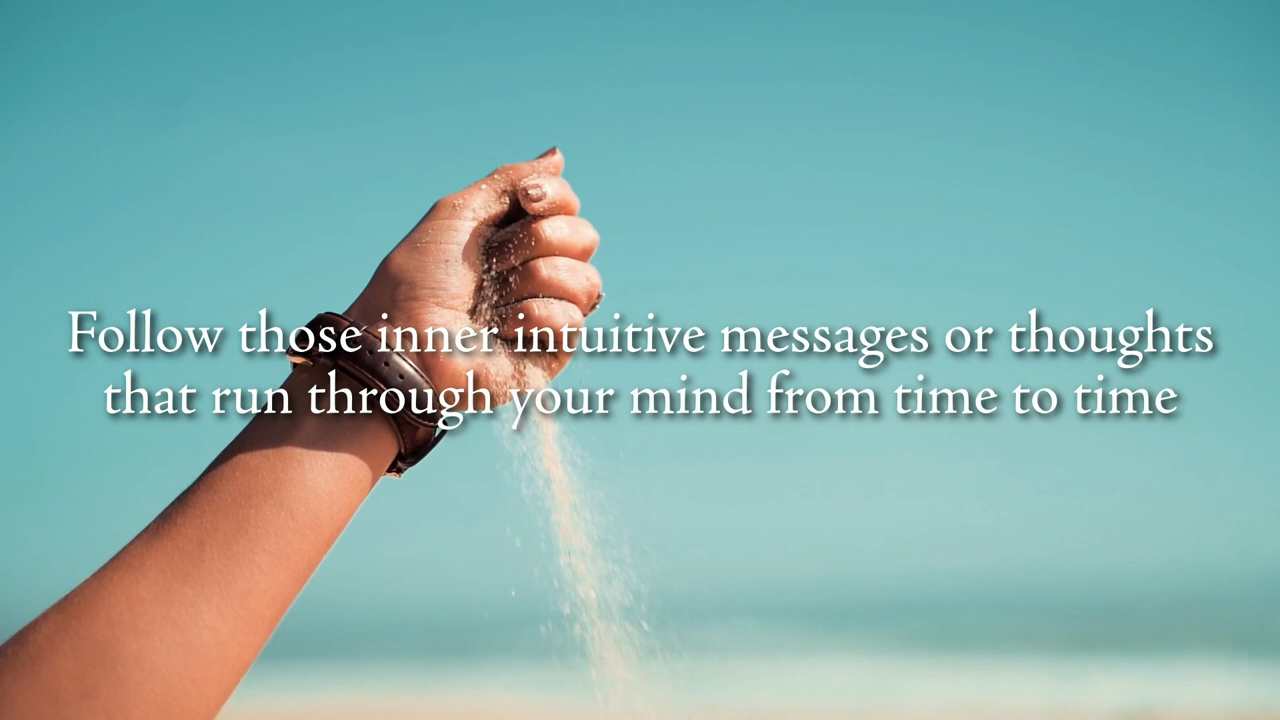 Follow those inner intuitive messages or thoughts
that run through your mind from time to time